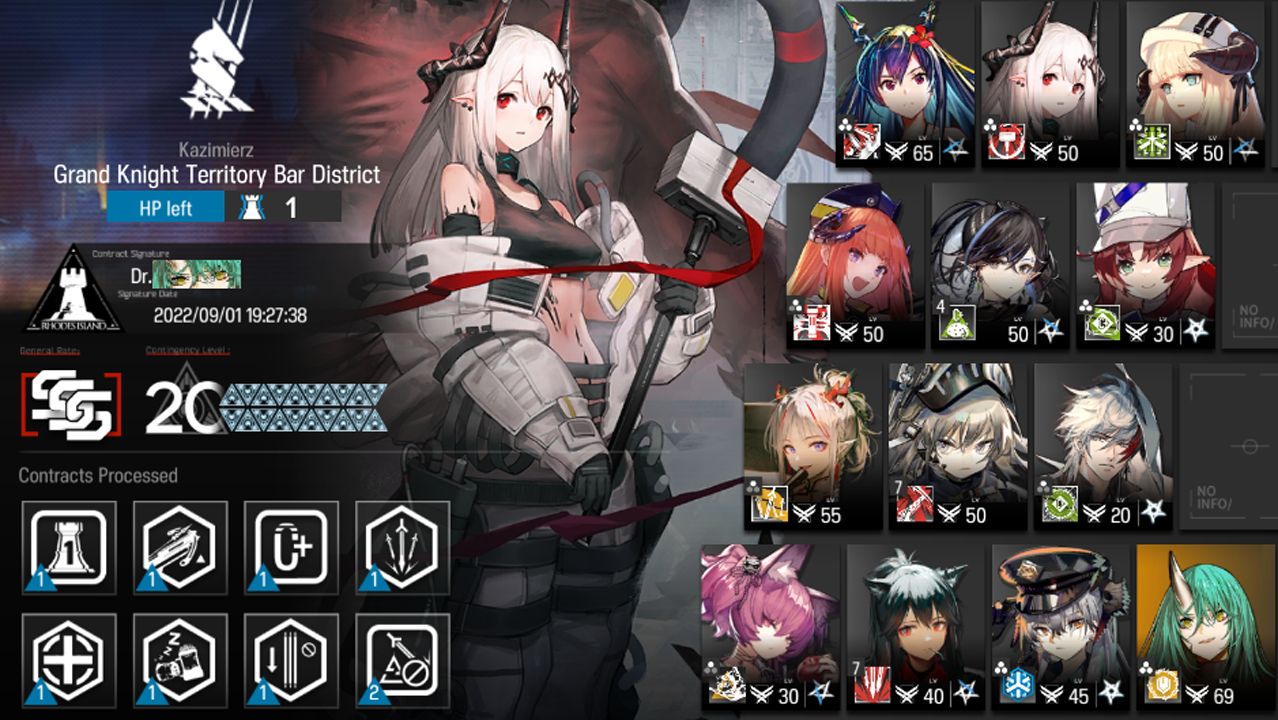 Kazimierz
Grand Knight Territory Bar District
HP left 1
Contract Signature
Dr.
Signature Date
2022/09/01 19:27:38
RHODES ISLAND
General Rate:
Contingency Level:
SSS
20
Contracts Processed
1
1 1 1 1
1 1 1 2
LV 65
LV 50
LV 50
LV 50
4 LV 50
LV 30
NO
INFO/
LV 55
7 LV 50
LV 20
NO
INFO/
Z
Z
LV 30
7 LV 40
LV 45
LV 69